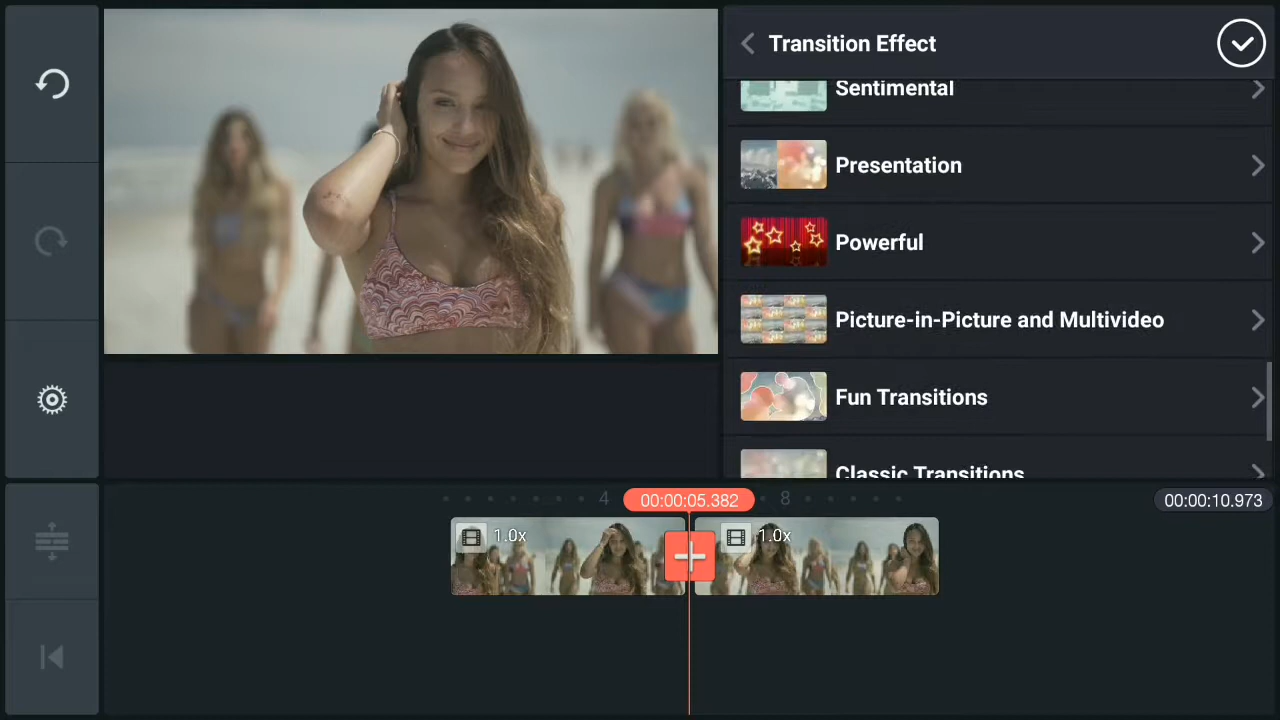 Transition Effect
Sentimental
Presentation
Powerful
Picture-in-Picture and Multivideo
Fun Transitions
Classic Transitions
4
00:00:05.382
8
00:00:10.973
1.0x
1.0x